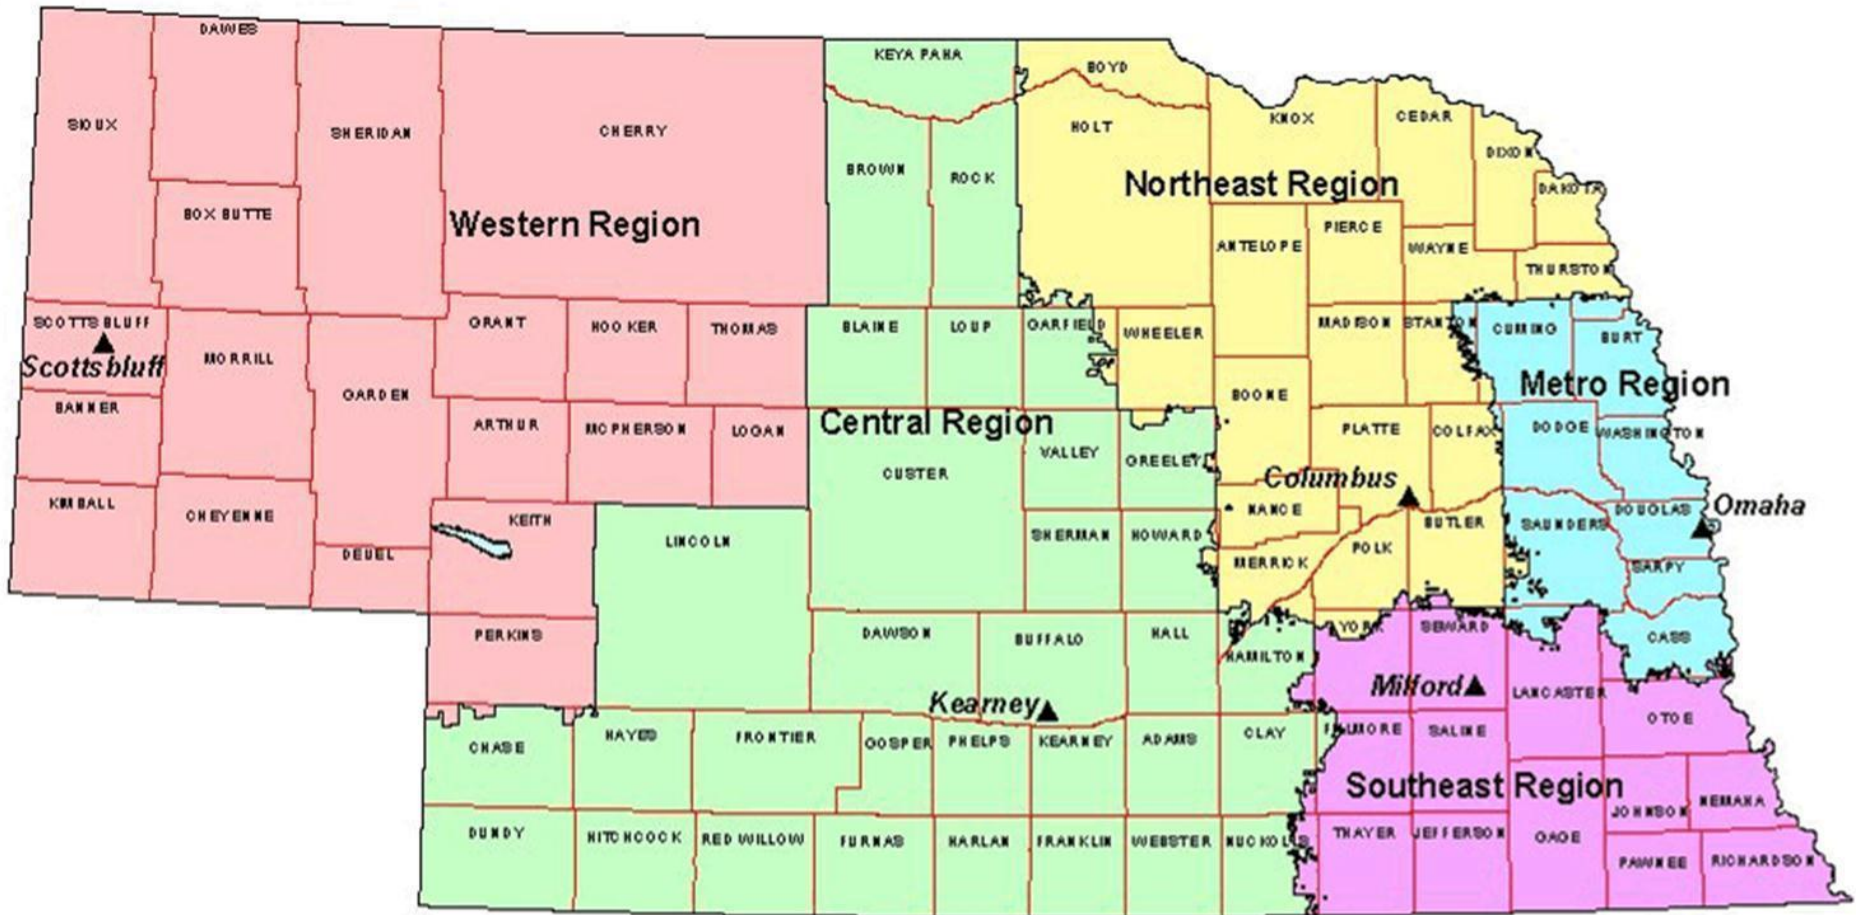 DAWES
KEYA PAHA
BOYD
SIOUX
SHERIDAN
CHERRY
HOLT
KNOX
CEDAR
DIXON
BROWN
ROCK
Northeast Region
DAKOTA
BOX BUTTE
Western Region
ANTELOPE
PIERCE
WAYNE
THURSTON
SCOTTS BLUFF
GRANT
HOOKER
THOMAS
BLAINE
LOUP
GARFIELD
WHEELER
MADISON
STANTON
CUMING
BURT
Scottsbluff
MORRILL
GARDEN
BOONE
Metro Region
BANNER
ARTHUR
MCPHERSON
LOGAN
Central Region
VALLEY
GREELEY
PLATTE
COLFAX
DODGE
WASHINGTON
CUSTER
Columbus
KIMBALL
CHEYENNE
KEITH
NANCE
BUTLER
SAUNDERS
DOUGLAS
Omaha
DEUEL
LINCOLN
SHERMAN
HOWARD
MERRICK
POLK
SARPY
PERKINS
DAWSON
BUFFALO
HALL
HAMILTON
YORK
SEWARD
CASS
Kearney
Milford
LANCASTER
OTOE
CHASE
HAYES
FRONTIER
GOSPER
PHELPS
KEARNEY
ADAMS
CLAY
FILLMORE
SALINE
Southeast Region
JOHNSON
NEMAHA
DUNDY
HITCHCOCK
RED WILLOW
FURNAS
HARLAN
FRANKLIN
WEBSTER
NUCKOLLS
THAYER
JEFFERSON
GAGE
PAWNEE
RICHARDSON